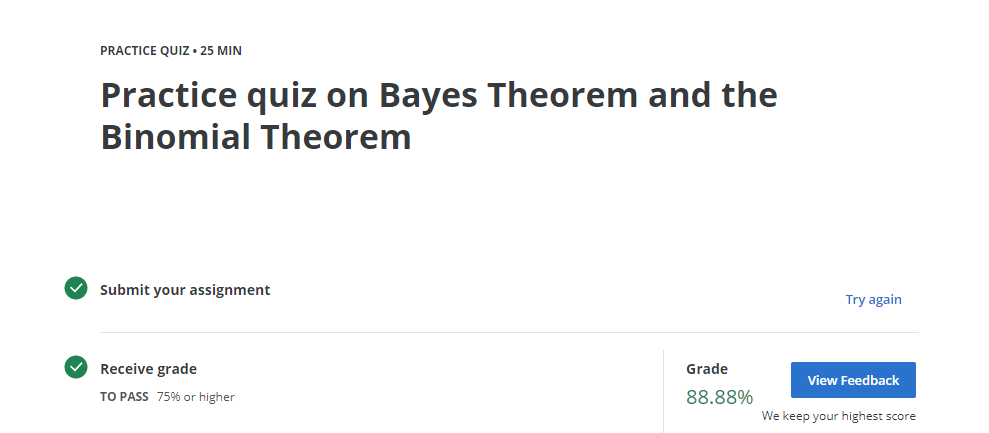 PRACTICE QUIZ • 25 MIN
Practice quiz on Bayes Theorem and the
Binomial Theorem
Submit your assignment
Try again
Receive grade
TO PASS 75% or higher
Grade
88.88%
View Feedback
We keep your highest score